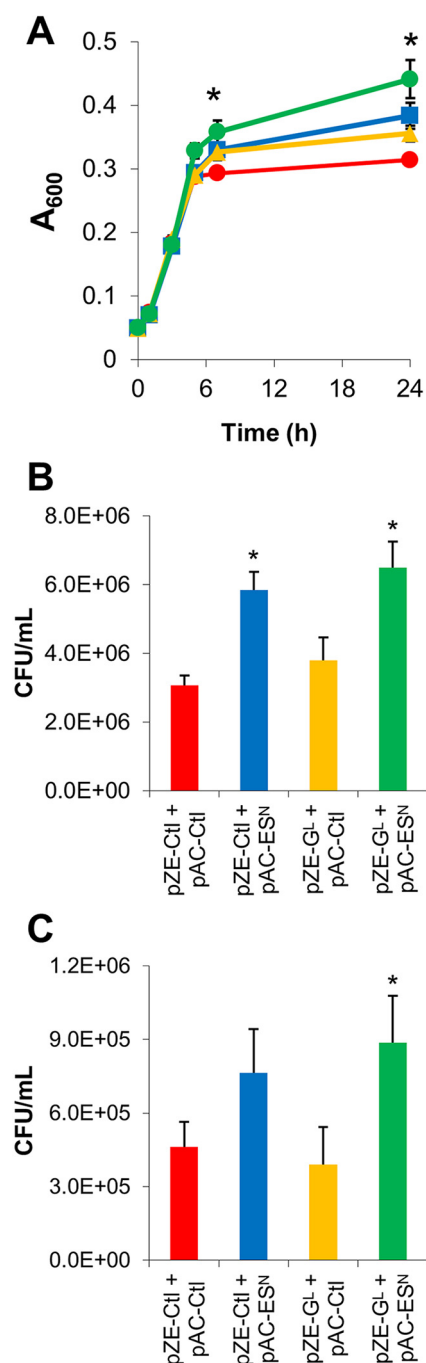 A
*
*
0.5
0.4
0.3
0.2
0.1
0
A600
0
6
12
18
24
Time (h)
B
8.0E+06
6.0E+06
4.0E+06
2.0E+06
0.0E+00
CFU/mL
*
*
pZE-Ctl +
pAC-Ctl
pZE-Ctl +
pAC-ESᴺ
pZE-Gᴸ +
pAC-Ctl
pZE-Gᴸ +
pAC-ESᴺ
C
1.2E+06
9.0E+05
6.0E+05
3.0E+05
0.0E+00
CFU/mL
*
pZE-Ctl +
pAC-Ctl
pZE-Ctl +
pAC-ESᴺ
pZE-Gᴸ +
pAC-Ctl
pZE-Gᴸ +
pAC-ESᴺ